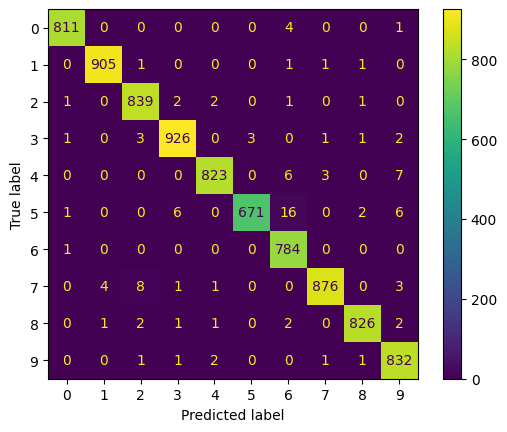 0 811 0 0 0 0 0 4 0 0 1
1 0 905 1 0 0 0 1 1 1 0
2 1 0 839 2 2 0 1 0 1 0
3 1 0 3 926 0 3 0 1 1 2
4 0 0 0 0 823 0 6 3 0 7
5 1 0 0 6 0 671 16 0 2 6
6 1 0 0 0 0 0 784 0 0 0
7 0 4 8 1 1 0 0 876 0 3
8 0 1 2 1 1 0 2 0 826 2
9 0 0 1 1 2 0 0 1 1 832
0 1 2 3 4 5 6 7 8 9
Predicted label
True label
800
600
400
200
0